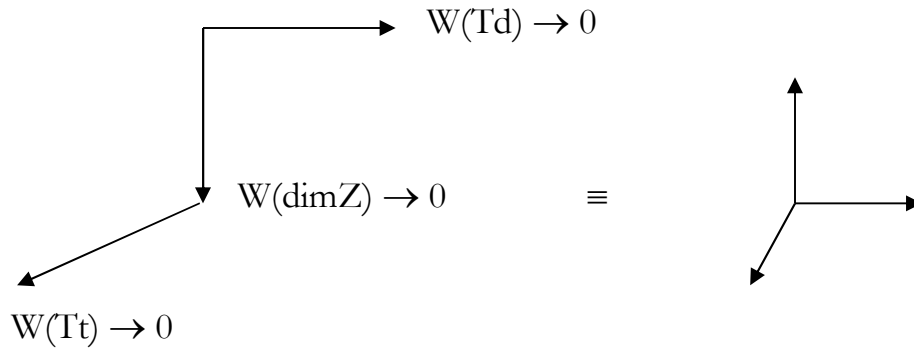 W(Td) → 0
W(dimZ) → 0 ≡
W(Tt) → 0